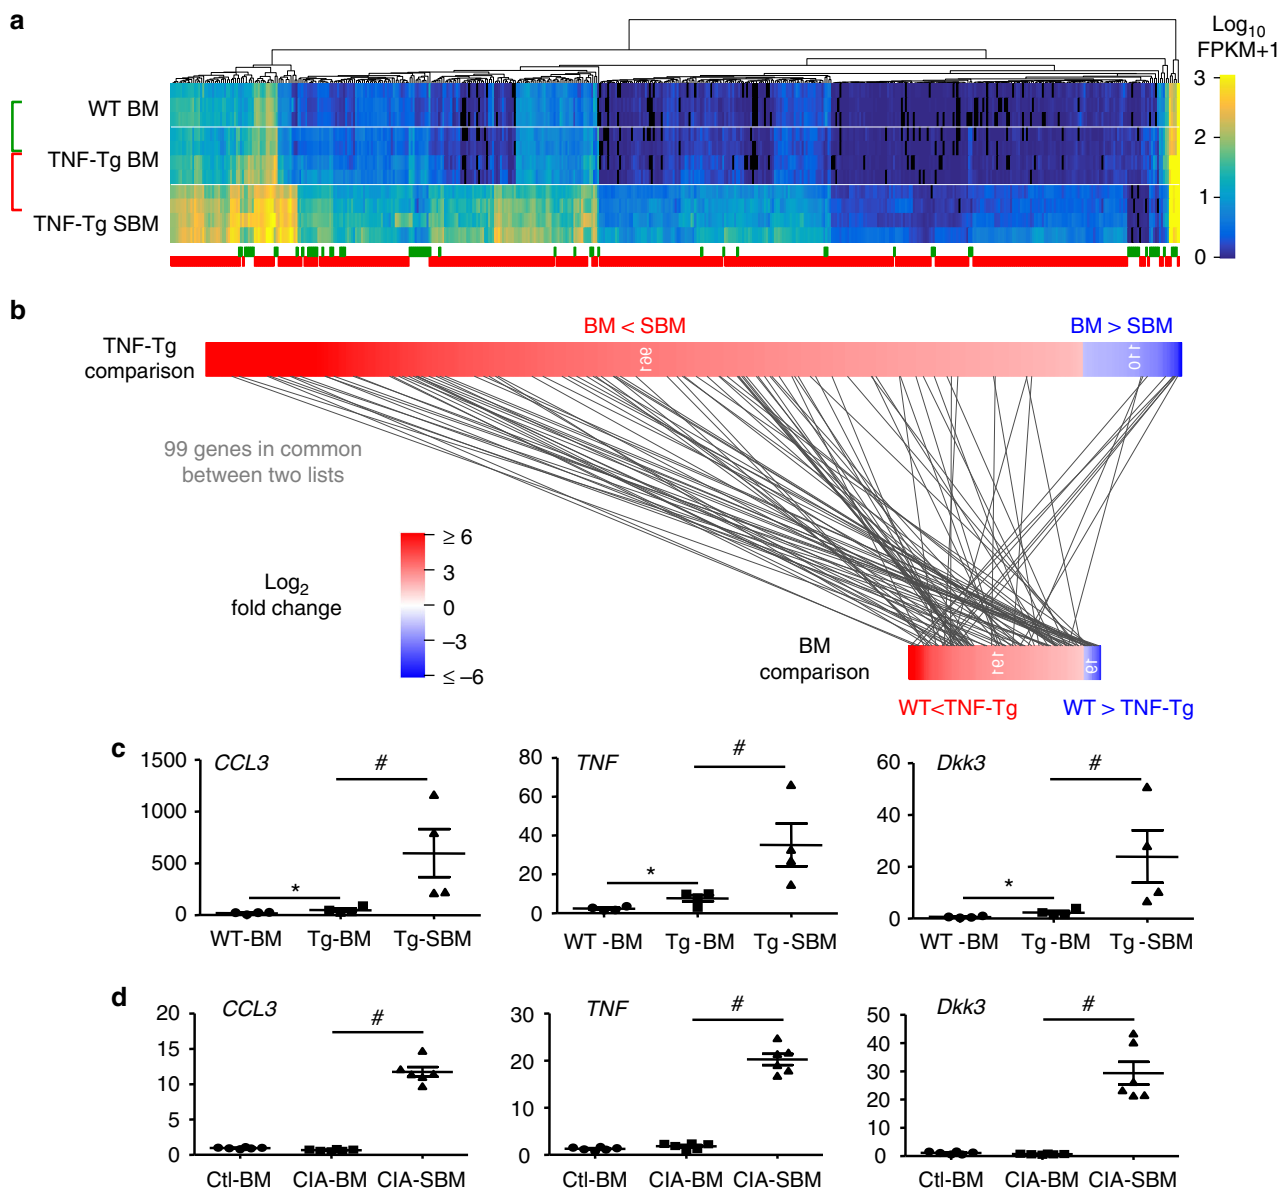 a
Log₁₀
FPKM+1
3
2
1
0
WT BM
TNF-Tg BM
TNF-Tg SBM
b
BM < SBM
BM > SBM
TNF-Tg
comparison
991
110
99 genes in common
between two lists
Log₂
fold change
≥ 6
3
0
−3
≤ −6
BM
comparison
191
19
WT<TNF-Tg
WT > TNF-Tg
c
CCL3
#
*
1500
1000
500
0
WT-BM
Tg-BM
Tg-SBM
TNF
#
*
80
60
40
20
0
WT -BM
Tg -BM
Tg -SBM
Dkk3
#
*
60
40
20
0
WT -BM
Tg -BM
Tg -SBM
d
CCL3
#
20
15
10
5
0
Ctl-BM
CIA-BM
CIA-SBM
TNF
#
30
20
10
0
Ctl-BM
CIA-BM
CIA-SBM
Dkk3
#
50
40
30
20
10
0
Ctl-BM
CIA-BM
CIA-SBM